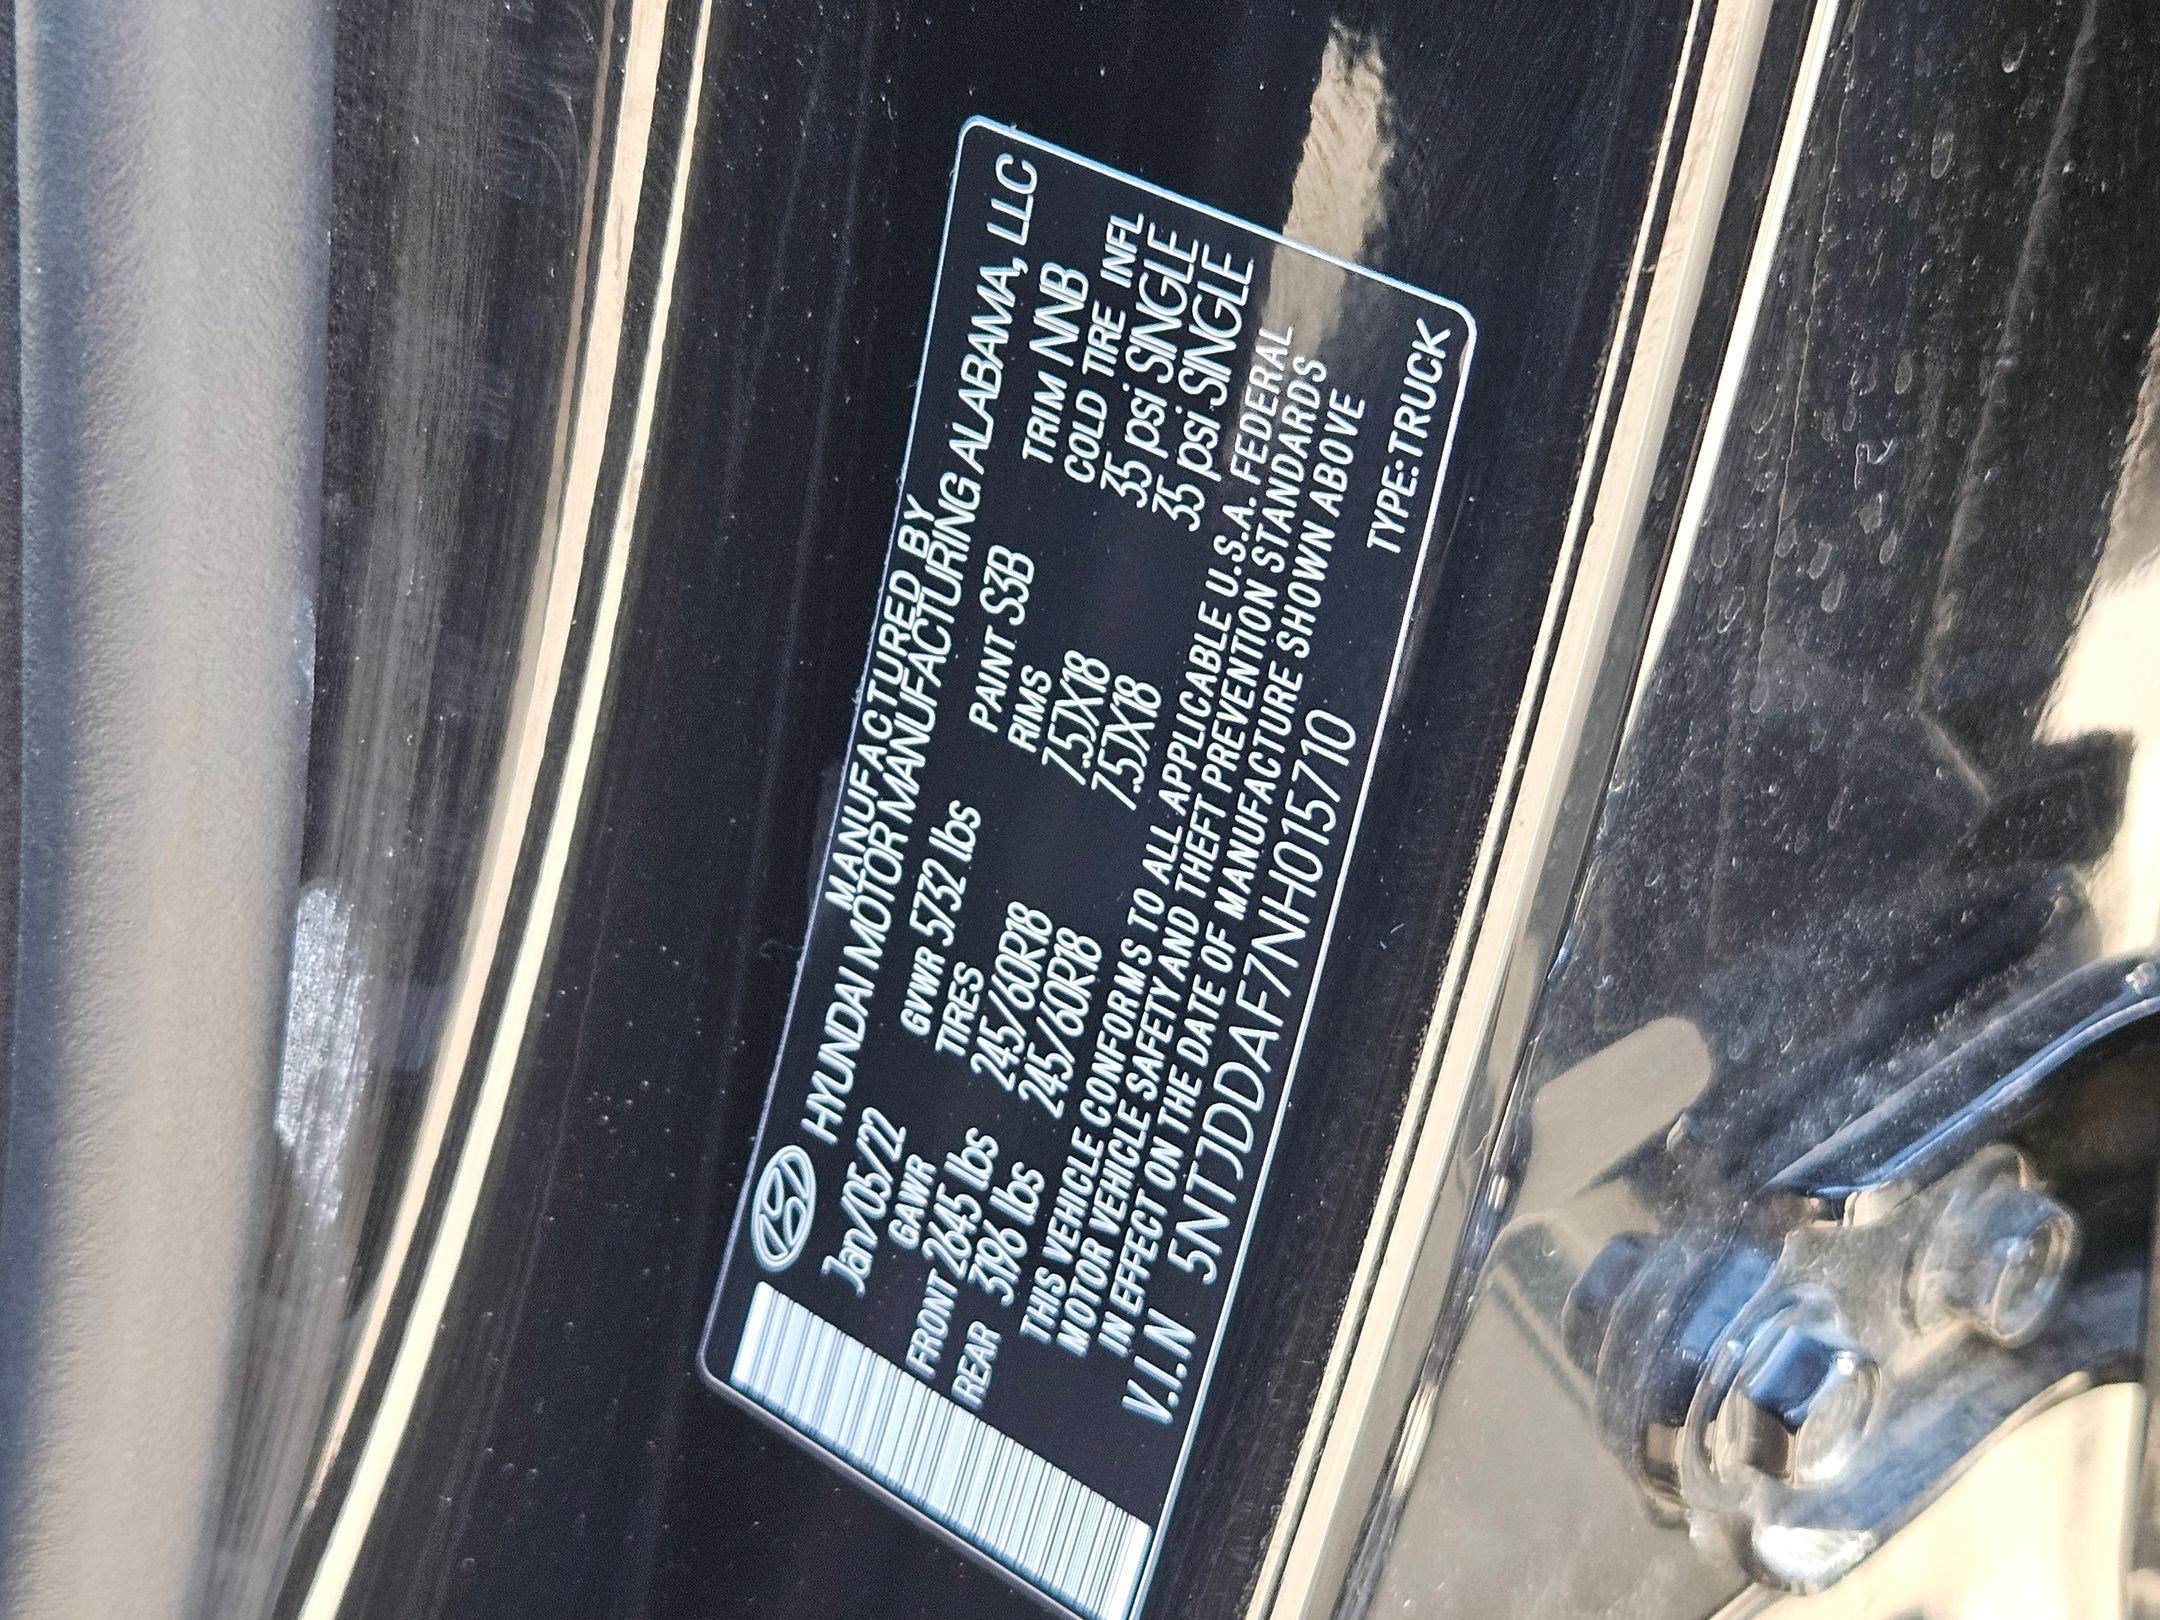 MANUFACTURED BY
HYUNDAI MOTOR MANUFACTURING ALABAMA, LLC
Jan/05/22 GVWR 5732 lbs PAINT S3B TRIM NNB
GAWR TIRES RIMS COLD TIRE INFL
FRONT 2645 lbs 245/60R18 7.5JX18 35 psi SINGLE
REAR 3196 lbs 245/60R18 7.5JX18 35 psi SINGLE
THIS VEHICLE CONFORMS TO ALL APPLICABLE U.S.A. FEDERAL
MOTOR VEHICLE SAFETY AND THEFT PREVENTION STANDARDS
IN EFFECT ON THE DATE OF MANUFACTURE SHOWN ABOVE
V.I.N 5NTJDDAF7NH015710 TYPE:TRUCK